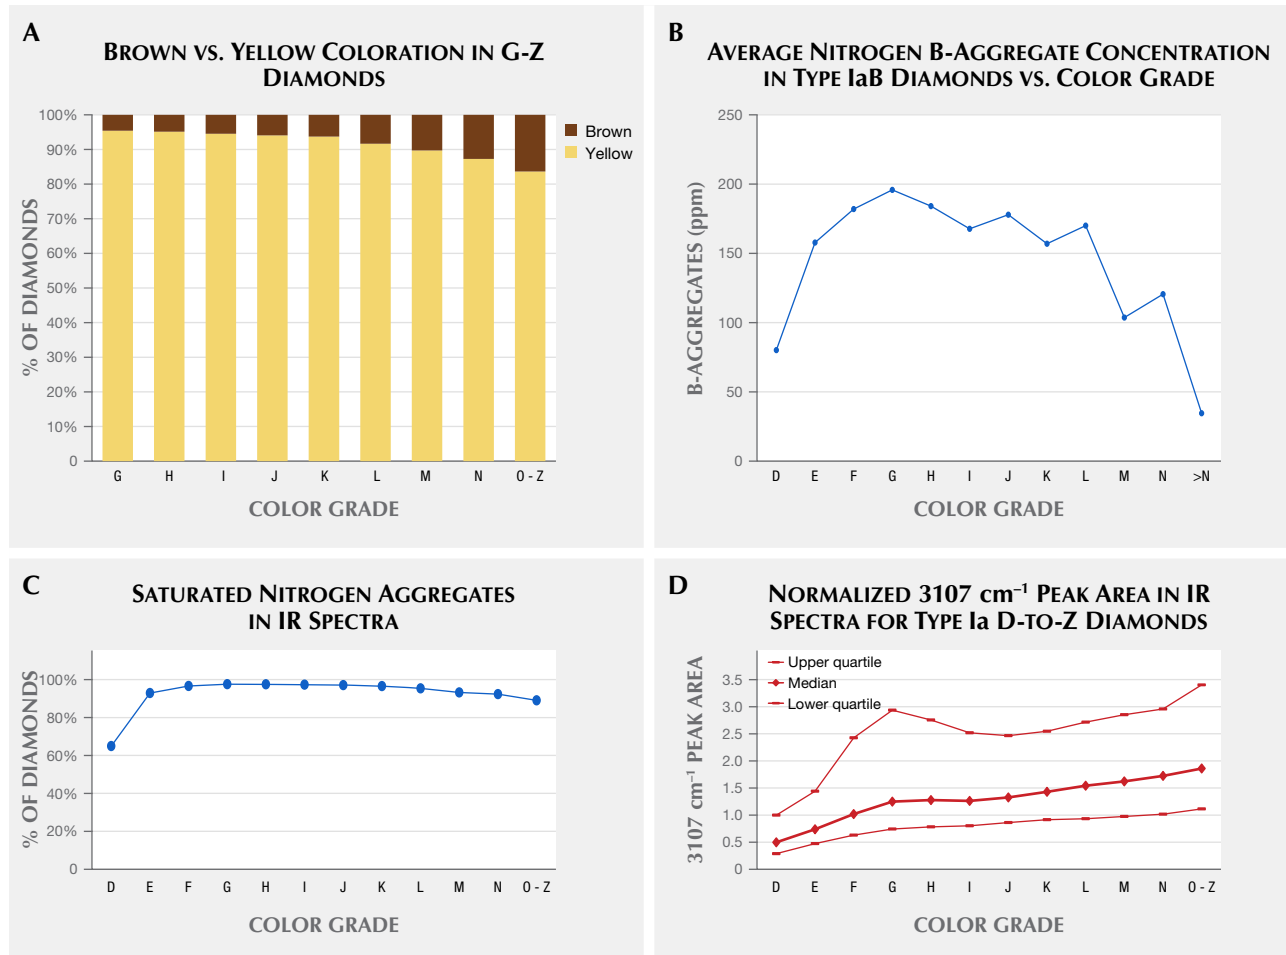 A
BROWN VS. YELLOW COLORATION IN G-Z
DIAMONDS
100%
90%
80%
70%
60%
50%
40%
30%
20%
10%
0
% OF DIAMONDS
Brown
Yellow
G H I J K L M N O - Z
COLOR GRADE
B
AVERAGE NITROGEN B-AGGREGATE CONCENTRATION
IN TYPE IaB DIAMONDS VS. COLOR GRADE
250
200
150
100
50
0
B-AGGREGATES (ppm)
D E F G H I J K L M N >N
COLOR GRADE
C
SATURATED NITROGEN AGGREGATES
IN IR SPECTRA
100%
80%
60%
40%
20%
0
% OF DIAMONDS
D E F G H I J K L M N O - Z
COLOR GRADE
D
NORMALIZED 3107 cm⁻¹ PEAK AREA IN IR
SPECTRA FOR TYPE Ia D-TO-Z DIAMONDS
Upper quartile
Median
Lower quartile
3.5
3.0
2.5
2.0
1.5
1.0
0.5
0
3107 cm⁻¹ PEAK AREA
D E F G H I J K L M N O - Z
COLOR GRADE